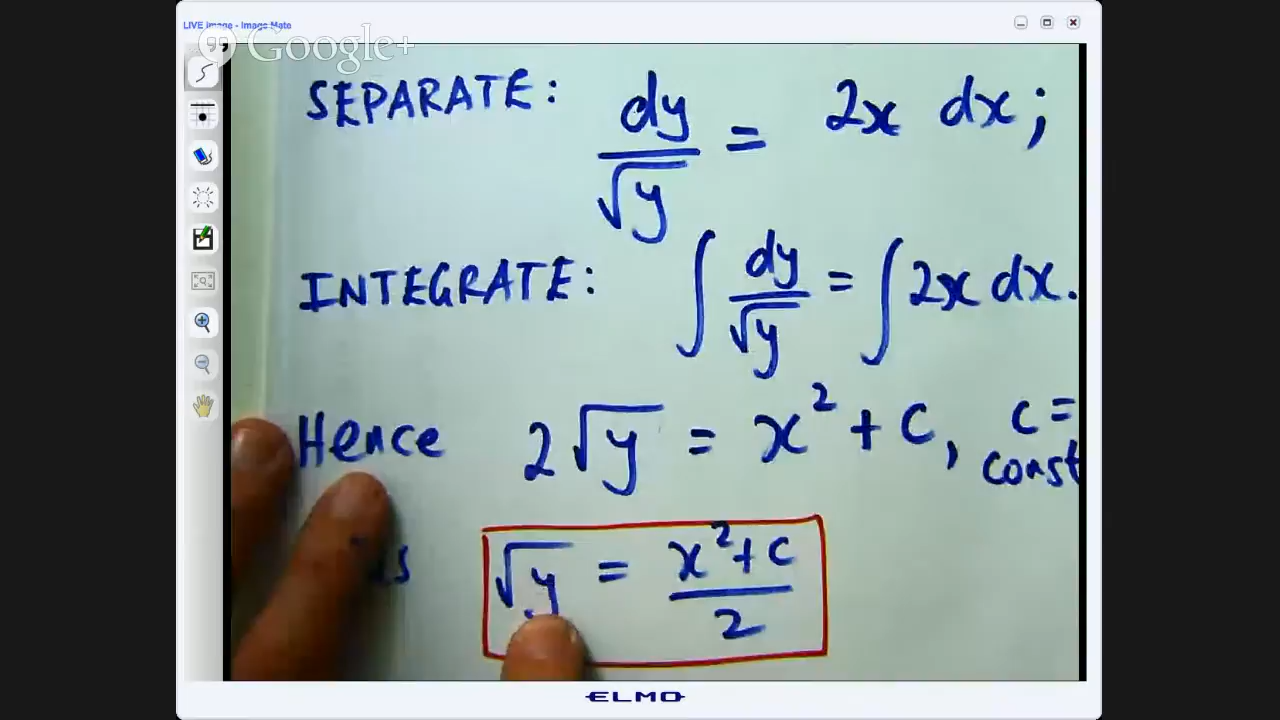 LIVE image - Image Mate
Google+
SEPARATE: dy/√y = 2x dx;
INTEGRATE: ∫ dy/√y = ∫ 2x dx.
Hence 2√y = x² + c, c = const
√y = (x² + c)/2
ELMO